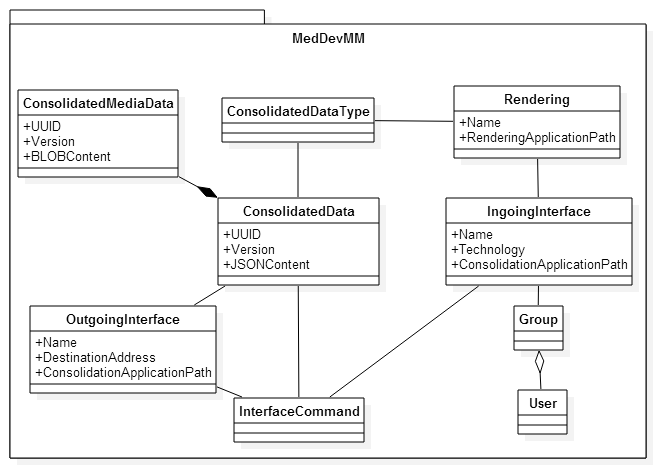 MedDevMM
ConsolidatedMediaData
+UUID
+Version
+BLOBContent
ConsolidatedDataType
Rendering
+Name
+RenderingApplicationPath
ConsolidatedData
+UUID
+Version
+JSONContent
IngoingInterface
+Name
+Technology
+ConsolidationApplicationPath
OutgoingInterface
+Name
+DestinationAddress
+ConsolidationApplicationPath
Group
User
InterfaceCommand